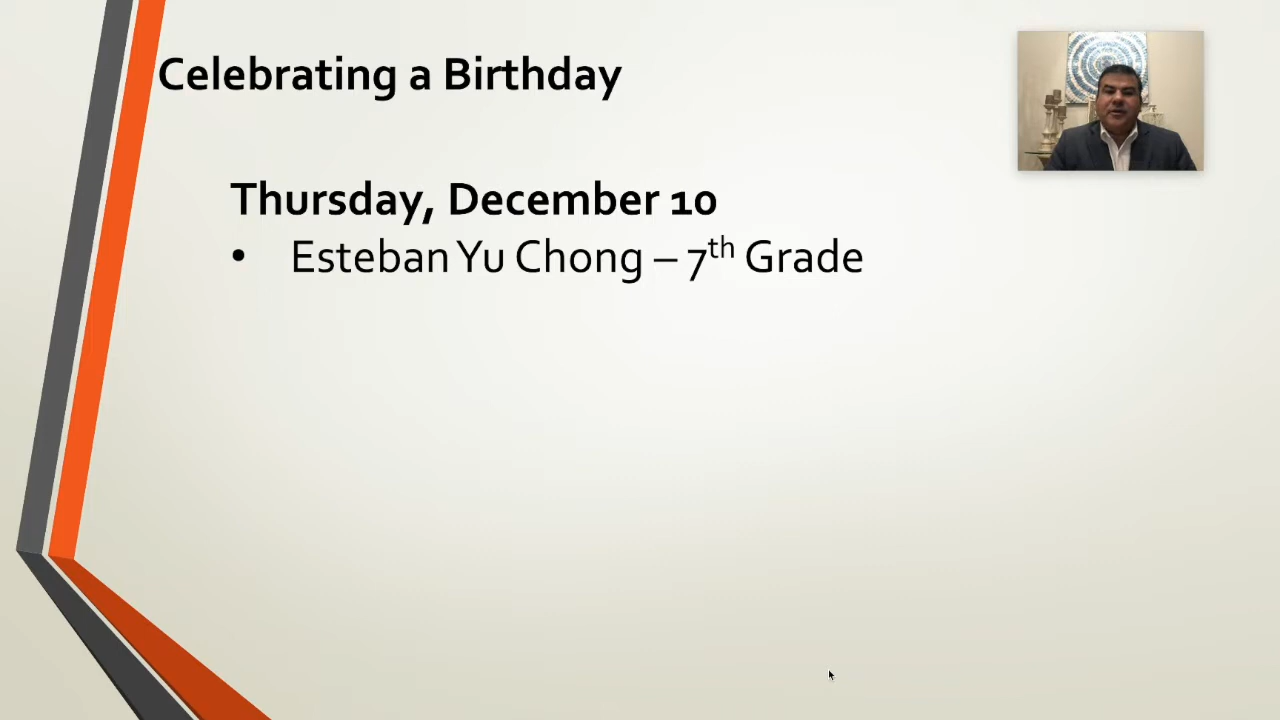 Celebrating a Birthday
Thursday, December 10
• Esteban Yu Chong – 7th Grade